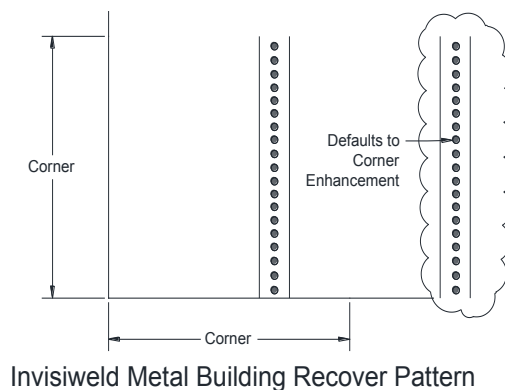 Corner
Defaults to
Corner
Enhancement
Corner
Invisiweld Metal Building Recover Pattern